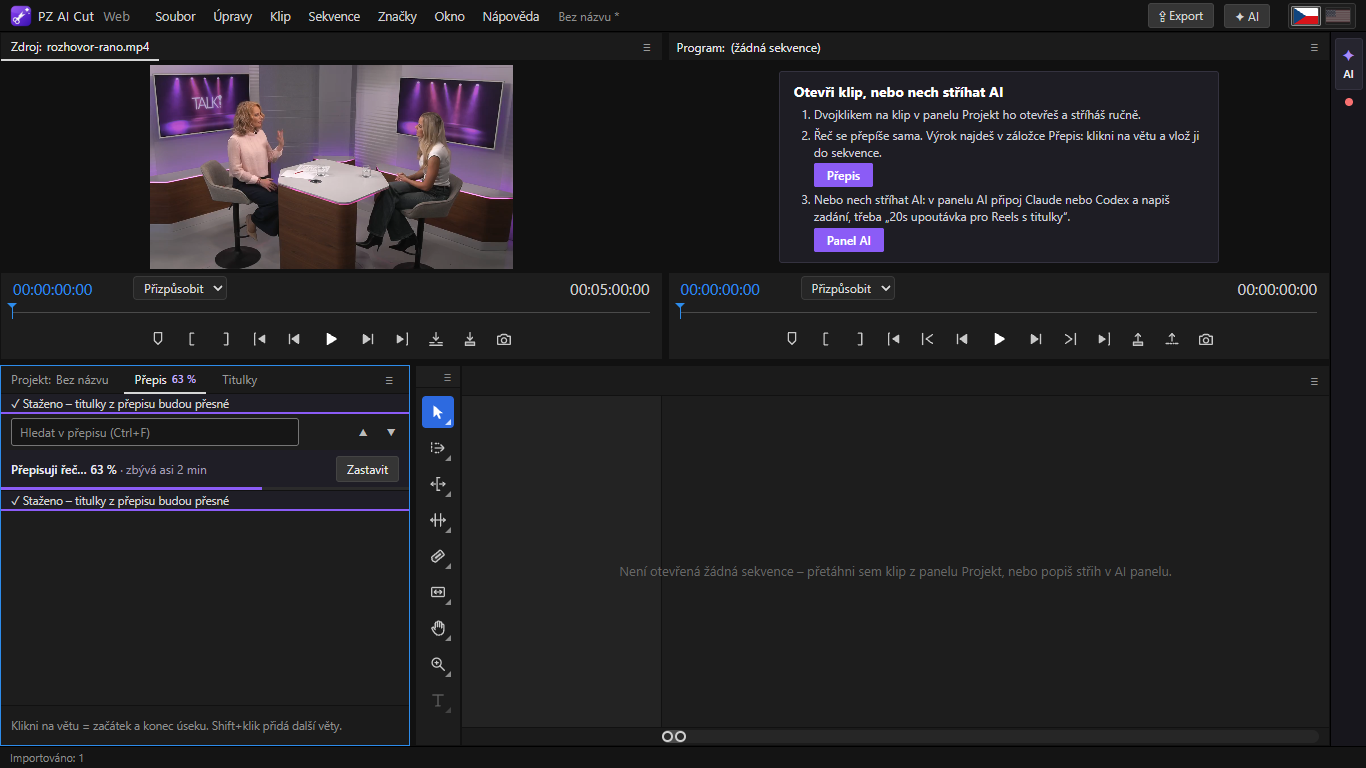 PZ AI Cut Web Soubor Úpravy Klip Sekvence Značky Okno Nápověda Bez názvu * Export AI
Zdroj: rozhovor-rano.mp4
Program: (žádná sekvence)
AI
TALK?
Otevři klip, nebo nech stříhat AI
1. Dvojklikem na klip v panelu Projekt ho otevřeš a stříháš ručně.
2. Řeč se přepíše sama. Výrok najdeš v záložce Přepis: klikni na větu a vlož ji
do sekvence.
Přepis
3. Nebo nech stříhat AI: v panelu AI připoj Claude nebo Codex a napiš
zadání, třeba „20s upoutávka pro Reels s titulky“.
Panel AI
00:00:00:00 Přizpůsobit 00:05:00:00
00:00:00:00 Přizpůsobit 00:00:00:00
Projekt: Bez názvu Přepis 63 % Titulky
✓ Staženo – titulky z přepisu budou přesné
Hledat v přepisu (Ctrl+F)
Přepisuji řeč... 63 % · zbývá asi 2 min Zastavit
✓ Staženo – titulky z přepisu budou přesné
Není otevřená žádná sekvence – přetáhni sem klip z panelu Projekt, nebo popiš střih v AI panelu.
Klikni na větu = začátek a konec úseku. Shift+klik přidá další věty.
Importováno: 1